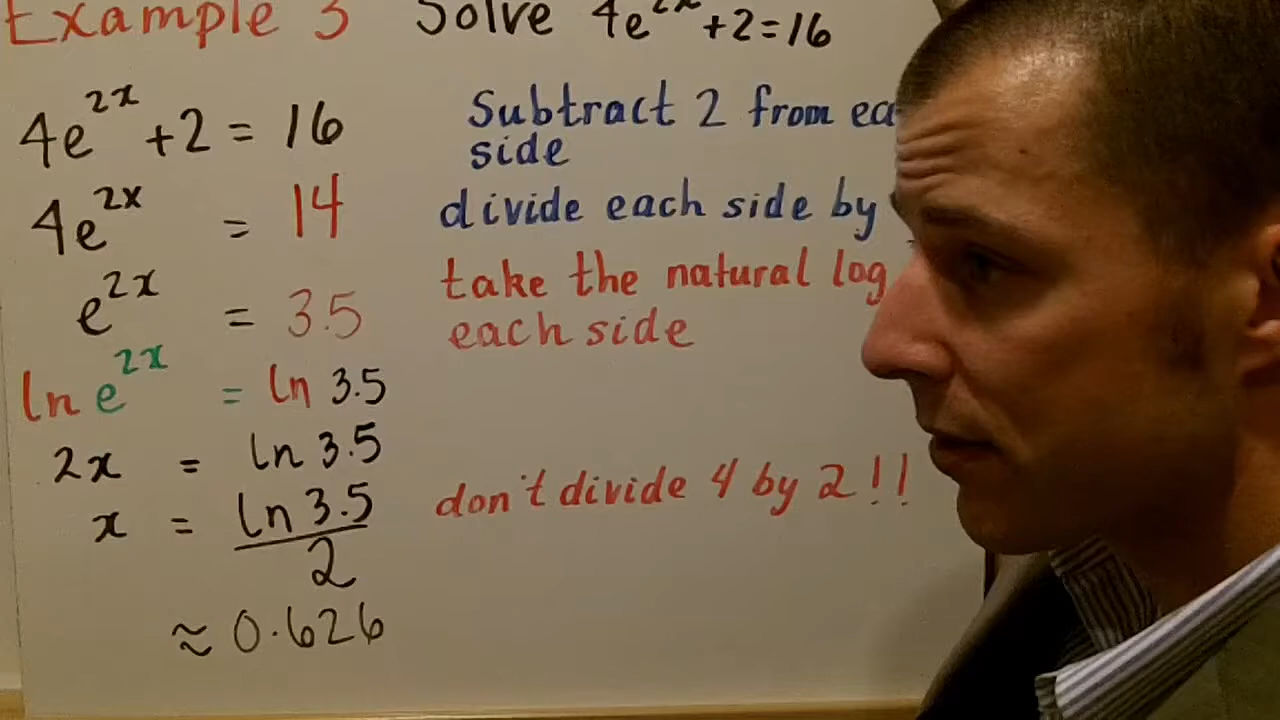 Example 3 Solve 4e^2x +2=16
4e^2x +2 = 16 Subtract 2 from ea
side
4e^2x = 14 divide each side by
e^2x = 3.5 take the natural log
each side
ln e^2x = ln 3.5
2x = ln 3.5
x = ln 3.5 don't divide 4 by 2!!
2
≈ 0.626